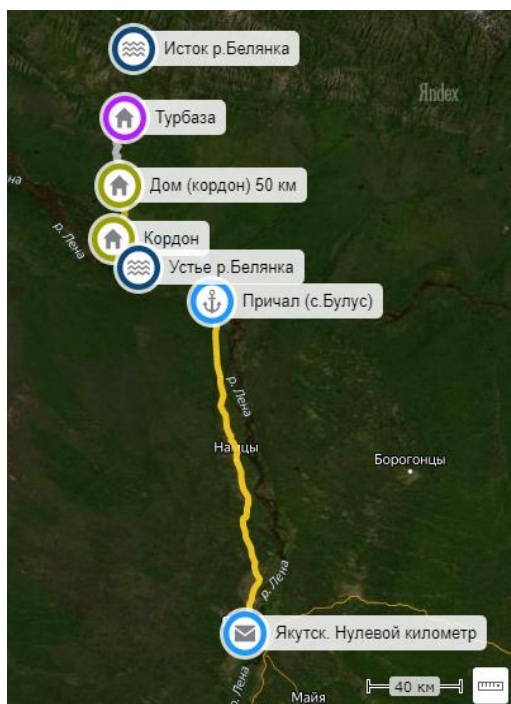 Исток р.Белянка
Яndex
Турбаза
Дом (кордон) 50 км
на
р. Лена
Кордон
Устье р.Белянка
Причал (с.Булус)
р. Лена
Намцы
Борогонцы
р. Лена
Якутск. Нулевой километр
р. Лена
Майя
40 км